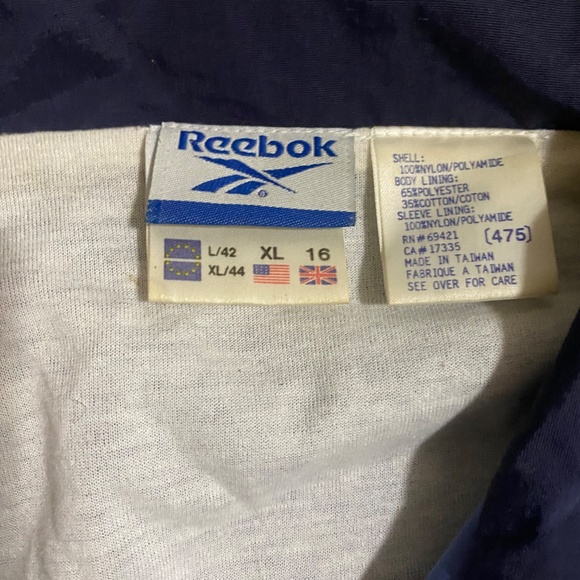 Reebok
®
L/42 XL 16
XL/44
SHELL:
100%NYLON/POLYAMIDE
BODY LINING:
65%POLYESTER
35%COTTON/COTON
SLEEVE LINING:
100%NYLON/POLYAMIDE
RN#69421 (475)
CA#17335
MADE IN TAIWAN
FABRIQUE A TAIWAN
SEE OVER FOR CARE